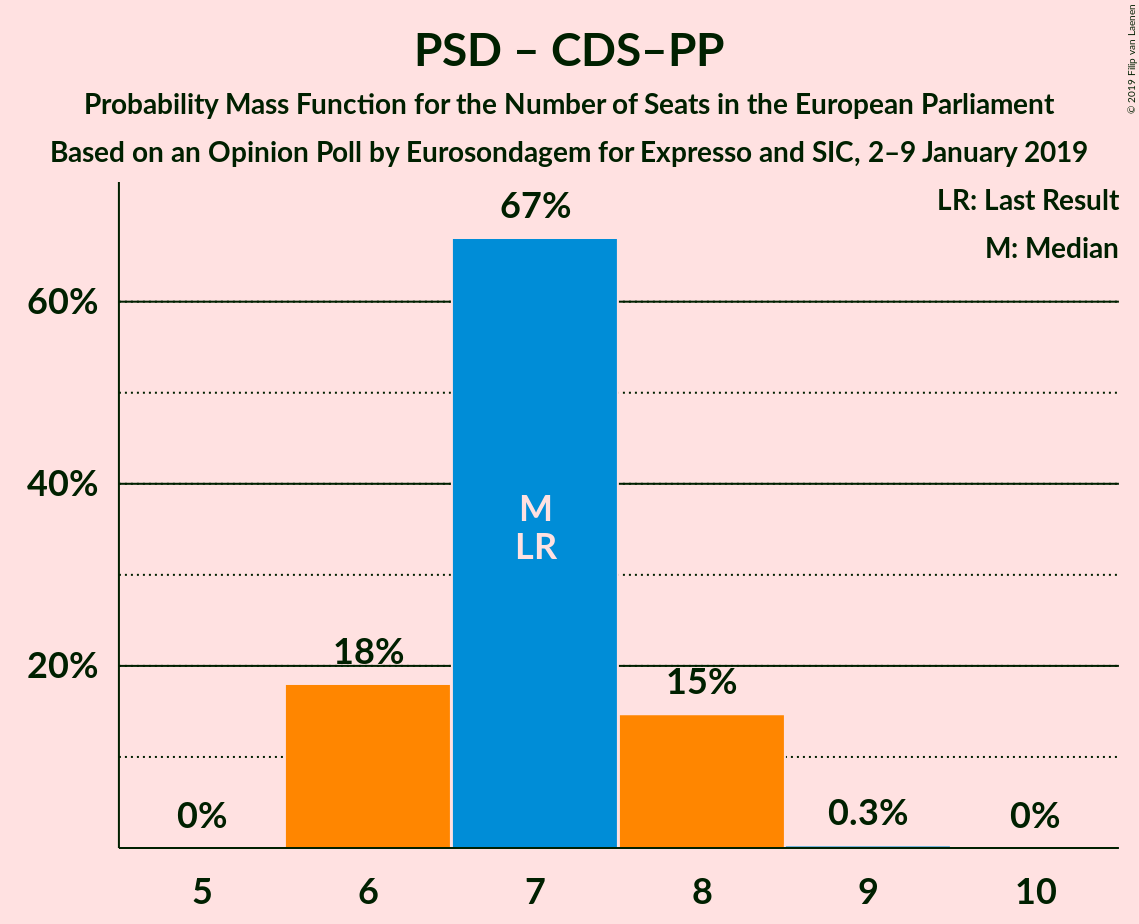 PSD – CDS–PP
Probability Mass Function for the Number of Seats in the European Parliament
Based on an Opinion Poll by Eurosondagem for Expresso and SIC, 2–9 January 2019
© 2019 Filip van Laenen
LR: Last Result
M: Median
67%
60%
40%
M
LR
20%
18%
15%
0%
0.3%
0%
5
6
7
8
9
10